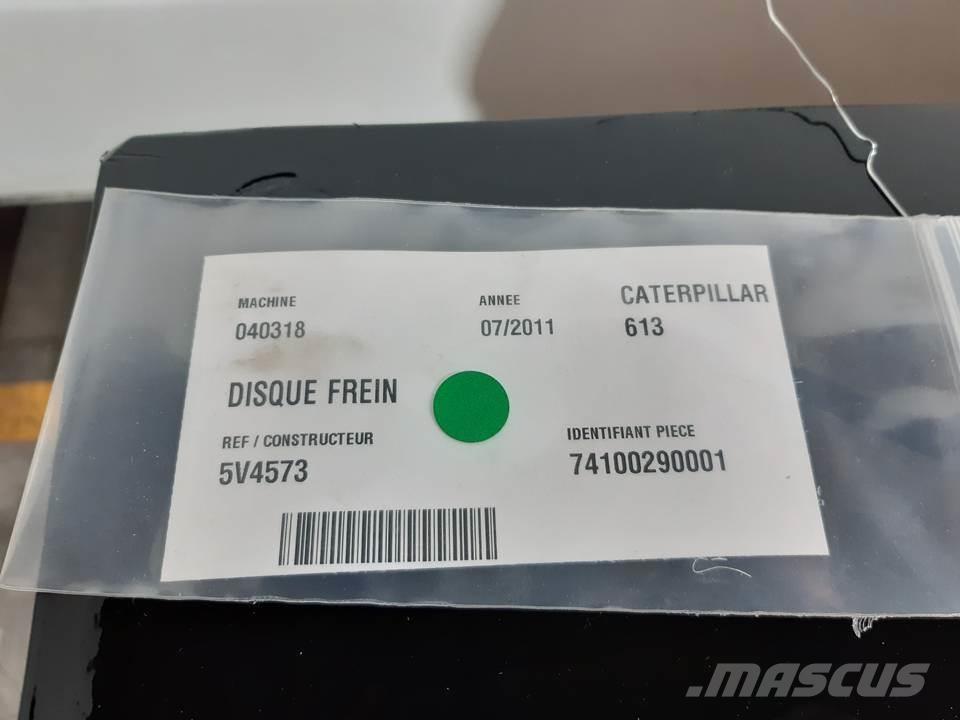 MACHINE
ANNEE
CATERPILLAR
040318
07/2011
613
DISQUE FREIN
REF / CONSTRUCTEUR
IDENTIFIANT PIECE
5V4573
74100290001
.MASCUS